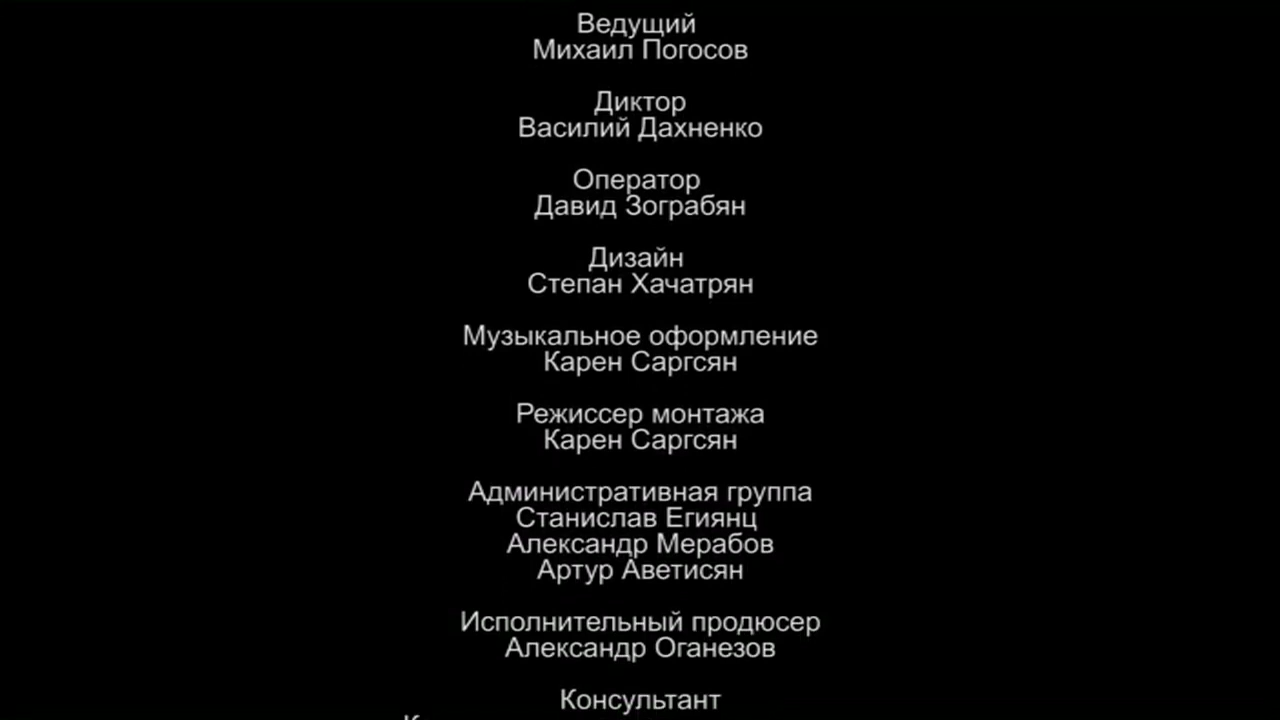 Ведущий
Михаил Погосов
Диктор
Василий Дахненко
Оператор
Давид Зограбян
Дизайн
Степан Хачатрян
Музыкальное оформление
Карен Саргсян
Режиссер монтажа
Карен Саргсян
Административная группа
Станислав Егиянц
Александр Мерабов
Артур Аветисян
Исполнительный продюсер
Александр Оганезов
Консультант